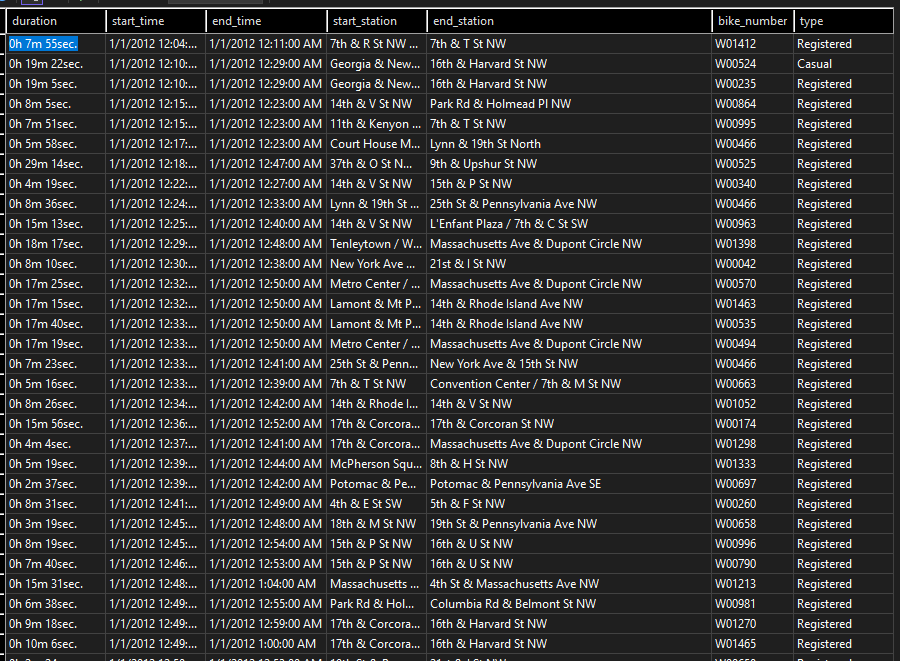 duration start_time end_time start_station end_station bike_number type
0h 7m 55sec. 1/1/2012 12:04:... 1/1/2012 12:11:00 AM 7th & R St NW ... 7th & T St NW W01412 Registered
0h 19m 22sec. 1/1/2012 12:10:... 1/1/2012 12:29:00 AM Georgia & New... 16th & Harvard St NW W00524 Casual
0h 19m 5sec. 1/1/2012 12:10:... 1/1/2012 12:29:00 AM Georgia & New... 16th & Harvard St NW W00235 Registered
0h 8m 5sec. 1/1/2012 12:15:... 1/1/2012 12:23:00 AM 14th & V St NW Park Rd & Holmead Pl NW W00864 Registered
0h 7m 51sec. 1/1/2012 12:15:... 1/1/2012 12:23:00 AM 11th & Kenyon ... 7th & T St NW W00995 Registered
0h 5m 58sec. 1/1/2012 12:17:... 1/1/2012 12:23:00 AM Court House M... Lynn & 19th St North W00466 Registered
0h 29m 14sec. 1/1/2012 12:18:... 1/1/2012 12:47:00 AM 37th & O St N... 9th & Upshur St NW W00525 Registered
0h 4m 19sec. 1/1/2012 12:22:... 1/1/2012 12:27:00 AM 14th & V St NW 15th & P St NW W00340 Registered
0h 8m 36sec. 1/1/2012 12:24:... 1/1/2012 12:33:00 AM Lynn & 19th St ... 25th St & Pennsylvania Ave NW W00466 Registered
0h 15m 13sec. 1/1/2012 12:25:... 1/1/2012 12:40:00 AM 14th & V St NW L'Enfant Plaza / 7th & C St SW W00963 Registered
0h 18m 17sec. 1/1/2012 12:29:... 1/1/2012 12:48:00 AM Tenleytown / W... Massachusetts Ave & Dupont Circle NW W01398 Registered
0h 8m 10sec. 1/1/2012 12:30:... 1/1/2012 12:38:00 AM New York Ave ... 21st & I St NW W00042 Registered
0h 17m 25sec. 1/1/2012 12:32:... 1/1/2012 12:50:00 AM Metro Center / ... Massachusetts Ave & Dupont Circle NW W00570 Registered
0h 17m 15sec. 1/1/2012 12:32:... 1/1/2012 12:50:00 AM Lamont & Mt P... 14th & Rhode Island Ave NW W01463 Registered
0h 17m 40sec. 1/1/2012 12:33:... 1/1/2012 12:50:00 AM Lamont & Mt P... 14th & Rhode Island Ave NW W00535 Registered
0h 17m 19sec. 1/1/2012 12:33:... 1/1/2012 12:50:00 AM Metro Center / ... Massachusetts Ave & Dupont Circle NW W00494 Registered
0h 7m 23sec. 1/1/2012 12:33:... 1/1/2012 12:41:00 AM 25th St & Penn... New York Ave & 15th St NW W00466 Registered
0h 5m 16sec. 1/1/2012 12:33:... 1/1/2012 12:39:00 AM 7th & T St NW Convention Center / 7th & M St NW W00663 Registered
0h 8m 26sec. 1/1/2012 12:34:... 1/1/2012 12:42:00 AM 14th & Rhode I... 14th & V St NW W01052 Registered
0h 15m 56sec. 1/1/2012 12:36:... 1/1/2012 12:52:00 AM 17th & Corcora... 17th & Corcoran St NW W00174 Registered
0h 4m 4sec. 1/1/2012 12:37:... 1/1/2012 12:41:00 AM 17th & Corcora... Massachusetts Ave & Dupont Circle NW W01298 Registered
0h 5m 19sec. 1/1/2012 12:39:... 1/1/2012 12:44:00 AM McPherson Squ... 8th & H St NW W01333 Registered
0h 2m 37sec. 1/1/2012 12:39:... 1/1/2012 12:42:00 AM Potomac & Pe... Potomac & Pennsylvania Ave SE W00697 Registered
0h 8m 31sec. 1/1/2012 12:41:... 1/1/2012 12:49:00 AM 4th & E St SW 5th & F St NW W00260 Registered
0h 3m 19sec. 1/1/2012 12:45:... 1/1/2012 12:48:00 AM 18th & M St NW 19th St & Pennsylvania Ave NW W00658 Registered
0h 8m 19sec. 1/1/2012 12:45:... 1/1/2012 12:54:00 AM 15th & P St NW 16th & U St NW W00996 Registered
0h 7m 40sec. 1/1/2012 12:46:... 1/1/2012 12:53:00 AM 15th & P St NW 16th & U St NW W00790 Registered
0h 15m 31sec. 1/1/2012 12:48:... 1/1/2012 1:04:00 AM Massachusetts ... 4th St & Massachusetts Ave NW W01213 Registered
0h 6m 38sec. 1/1/2012 12:49:... 1/1/2012 12:55:00 AM Park Rd & Hol... Columbia Rd & Belmont St NW W00981 Registered
0h 9m 18sec. 1/1/2012 12:49:... 1/1/2012 12:59:00 AM 17th & Corcora... 16th & Harvard St NW W01270 Registered
0h 10m 6sec. 1/1/2012 12:49:... 1/1/2012 1:00:00 AM 17th & Corcora... 16th & Harvard St NW W01465 Registered